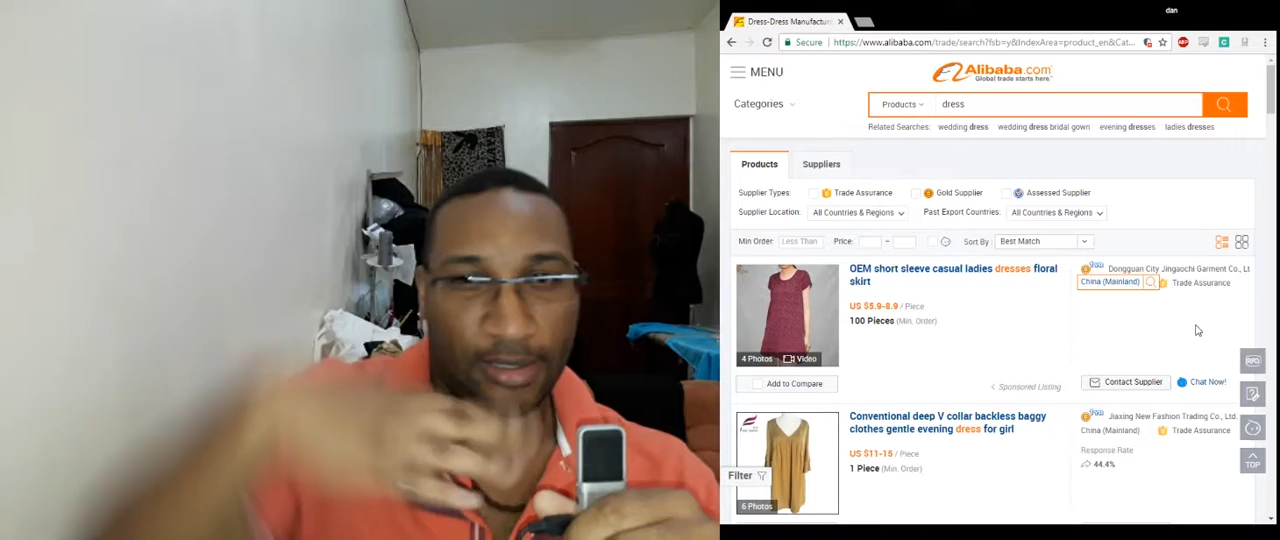 dan
Dress-Dress Manufactur
Secure https://www.alibaba.com/trade/search?fsb=y&IndexArea=product_en&Cat...
MENU
Alibaba.com
Global trade starts here.
Categories
Products
dress
Related Searches: wedding dress wedding dress bridal gown evening dresses ladies dresses
Products
Suppliers
Supplier Types: Trade Assurance Gold Supplier Assessed Supplier
Supplier Location: All Countries & Regions Past Export Countries: All Countries & Regions
Min Order: Less Than Price: - Sort By: Best Match
OEM short sleeve casual ladies dresses floral
skirt
US $5.9-8.9 / Piece
100 Pieces (Min. Order)
Dongguan City Jingaochi Garment Co., Lt
China (Mainland) Trade Assurance
4 Photos Video
Add to Compare
Sponsored Listing
Contact Supplier
Chat Now!
Conventional deep V collar backless baggy
clothes gentle evening dress for girl
US $11-15 / Piece
1 Piece (Min. Order)
Jiaxing New Fashion Trading Co., Ltd.
China (Mainland) Trade Assurance
Response Rate
44.4%
Filter
6 Photos
RFQ
TOP